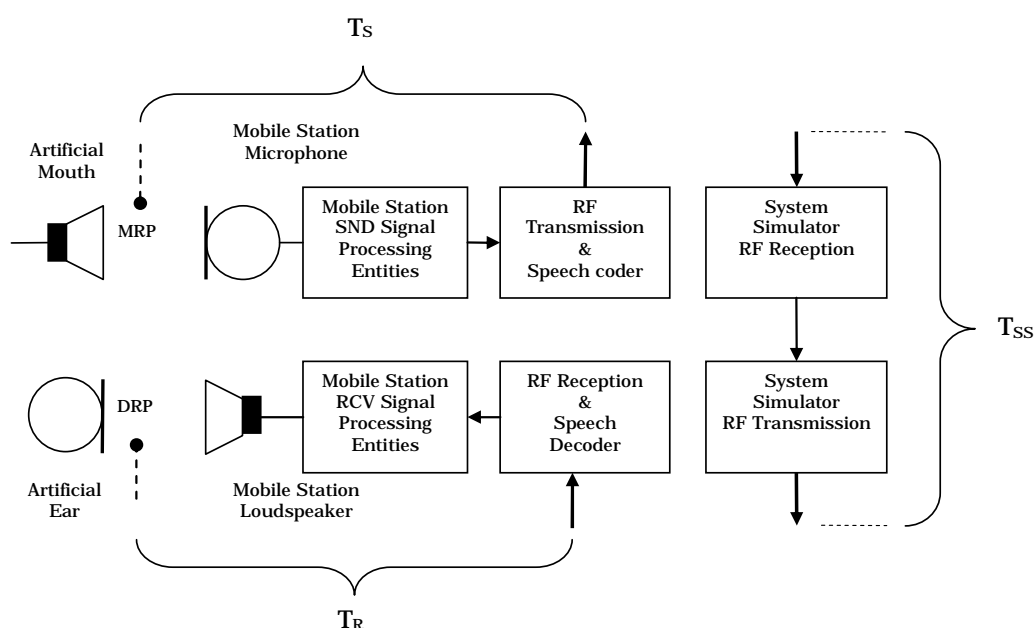 TS
Mobile Station
Microphone
Artificial
Mouth
MRP
Mobile Station
SND Signal
Processing
Entities
RF
Transmission
&
Speech coder
System
Simulator
RF Reception
TSS
DRP
Mobile Station
RCV Signal
Processing
Entities
RF Reception
&
Speech
Decoder
System
Simulator
RF Transmission
Artificial
Ear
Mobile Station
Loudspeaker
TR